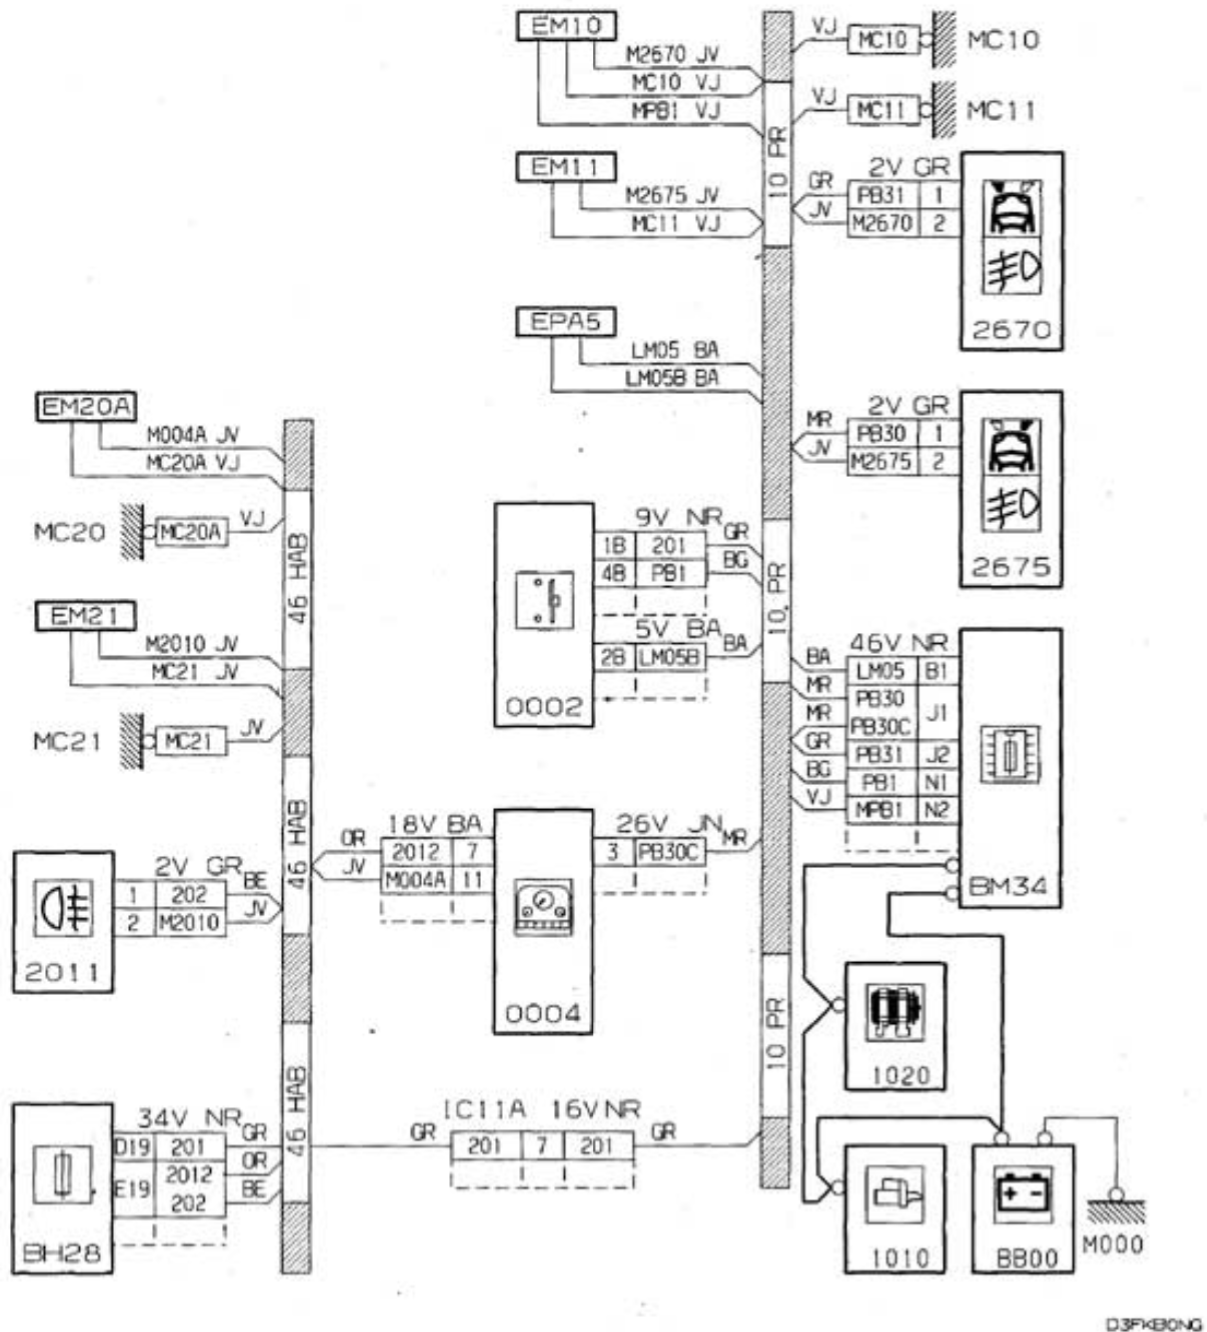 EM10
M2670 JV
MC10 VJ
MPB1 VJ
VJ MC10 MC10
VJ MC11 MC11
10 PR
EM11
M2675 JV
MC11 VJ
2V GR
GR PB31 1
JV M2670 2
2670
EPA5
LM05 BA
LM05B BA
2V GR
MR PB30 1
JV M2675 2
2675
EM20A
M004A JV
MC20A VJ
MC20 MC20A VJ
46 HAB
EM21
M2010 JV
MC21 JV
MC21 MC21 JV
9V NR
1B 201 GR
4B PB1 BG
5V BA
2B LM05B BA
0002
10. PR
46V NR
BA LM05 B1
MR PB30
J1
MR PB30C
GR PB31 J2
BG PB1 N1
VJ MPB1 N2
BM34
46 HAB
2V GR
1 202 BE
2 M2010 JV
2011
18V BA
OR 2012 7
JV M004A 11
26V JN
3 PB30C MR
0004
10 PR
1020
46 HAB
34V NR
D19 201 GR
2012 OR
E19
202 BE
BH28
IC11A 16VNR
GR 201 7 201 GR
1010
BB00
M000
D3FKB0NG